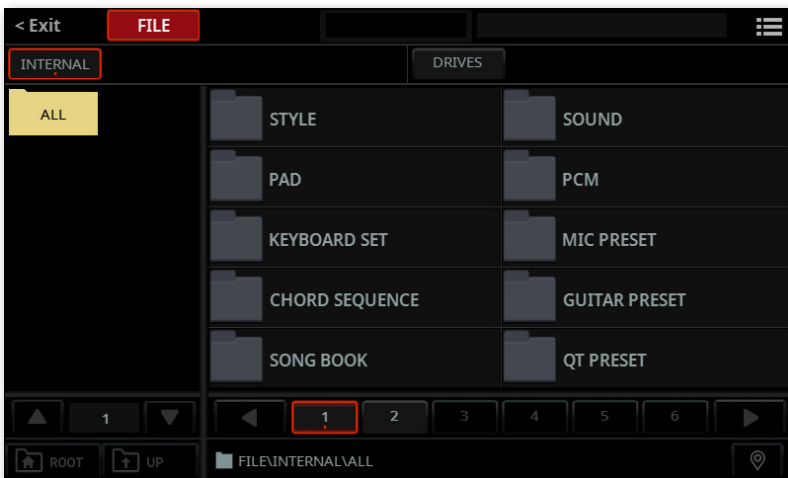 < Exit FILE
INTERNAL DRIVES
ALL
STYLE SOUND
PAD PCM
KEYBOARD SET MIC PRESET
CHORD SEQUENCE GUITAR PRESET
SONG BOOK QT PRESET
1 1 2 3 4 5 6
ROOT UP FILE\INTERNAL\ALL